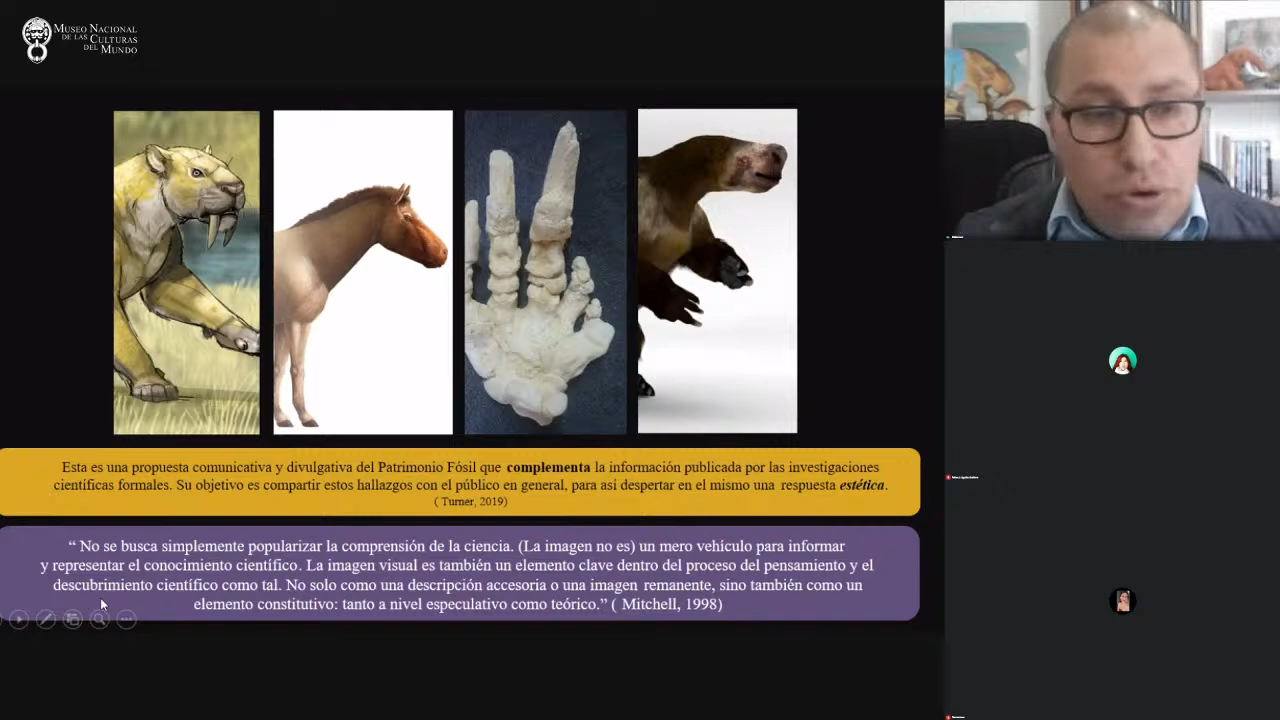 MUSEO NACIONAL
DE LAS CULTURAS
DEL MUNDO
Esta es una propuesta comunicativa y divulgativa del Patrimonio Fósil que complementa la información publicada por las investigaciones
científicas formales. Su objetivo es compartir estos hallazgos con el público en general, para así despertar en el mismo una respuesta estética.
( Turner, 2019)
“ No se busca simplemente popularizar la comprensión de la ciencia. (La imagen no es) un mero vehículo para informar
y representar el conocimiento científico. La imagen visual es también un elemento clave dentro del proceso del pensamiento y el
descubrimiento científico como tal. No solo como una descripción accesoria o una imagen remanente, sino también como un
elemento constitutivo: tanto a nivel especulativo como teórico.” ( Mitchell, 1998)